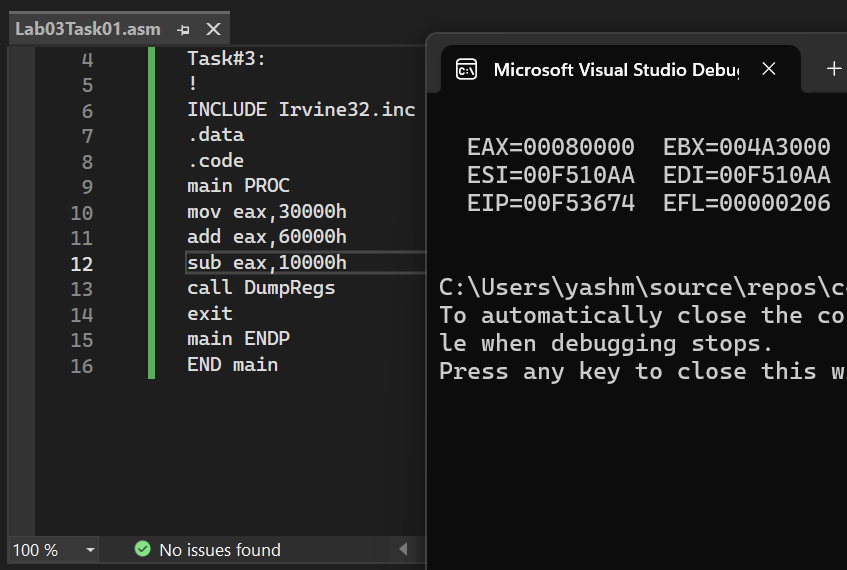 Lab03Task01.asm
4 Task#3:
5 !
6 INCLUDE Irvine32.inc
7 .data
8 .code
9 main PROC
10 mov eax,30000h
11 add eax,60000h
12 sub eax,10000h
13 call DumpRegs
14 exit
15 main ENDP
16 END main
100 %
No issues found
Microsoft Visual Studio Debu
EAX=00080000 EBX=004A3000
ESI=00F510AA EDI=00F510AA
EIP=00F53674 EFL=00000206
C:\Users\yashm\source\repos\c
To automatically close the co
le when debugging stops.
Press any key to close this w